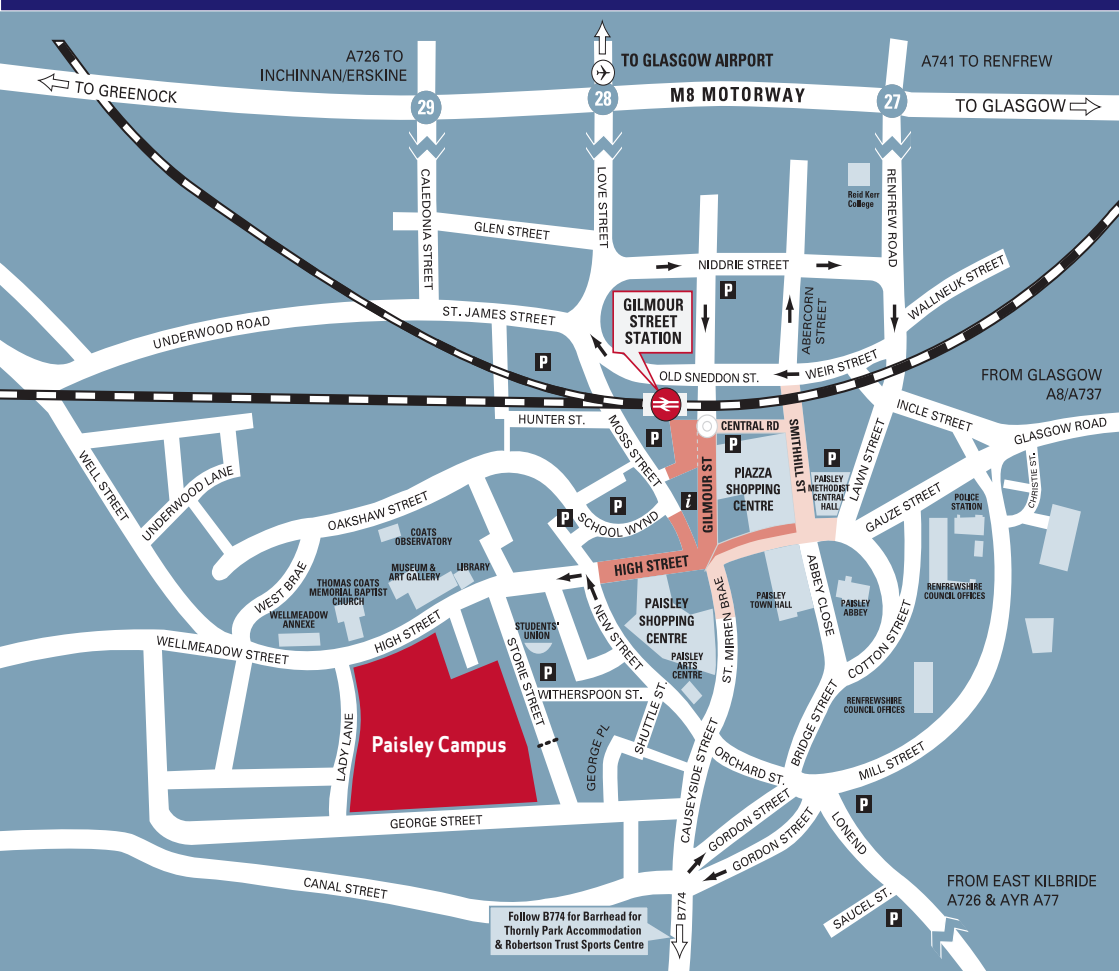 A726 TO
INCHINNAN/ERSKINE
TO GLASGOW AIRPORT
A741 TO RENFREW
TO GREENOCK
29
28
M8 MOTORWAY
27
TO GLASGOW
CALEDONIA STREET
LOVE STREET
RENFREW ROAD
Reid Kerr
College
GLEN STREET
NIDDRIE STREET
WALLNEUK STREET
P
GILMOUR
STREET
STATION
ABERCORN
STREET
ST. JAMES STREET
UNDERWOOD ROAD
P
WEIR STREET
OLD SNEDDON ST.
FROM GLASGOW
A8/A737
HUNTER ST.
MOSS STREET
CENTRAL RD
SMITHHILL ST
INCLE STREET
GLASGOW ROAD
P
P
P
LAWN STREET
WELL STREET
UNDERWOOD LANE
PIAZZA
SHOPPING
CENTRE
PAISLEY
METHODIST
CENTRAL
HALL
CHRISTIE ST.
OAKSHAW STREET
P
P
SCHOOL WYND
i
GILMOUR ST
GAUZE STREET
POLICE
STATION
COATS
OBSERVATORY
HIGH STREET
MUSEUM &
ART GALLERY
LIBRARY
WEST BRAE
THOMAS COATS
MEMORIAL BAPTIST
CHURCH
WELLMEADOW
ANNEXE
ABBEY CLOSE
RENFREWSHIRE
COUNCIL OFFICES
PAISLEY
TOWN HALL
PAISLEY
ABBEY
PAISLEY
SHOPPING
CENTRE
ST. MIRREN BRAE
NEW STREET
HIGH STREET
STUDENTS'
UNION
WELLMEADOW STREET
STORIE STREET
P
PAISLEY
ARTS
CENTRE
COTTON STREET
WITHERSPOON ST.
SHUTTLE ST.
RENFREWSHIRE
COUNCIL OFFICES
LADY LANE
Paisley Campus
GEORGE PL
BRIDGE STREET
ORCHARD ST.
MILL STREET
CAUSEYSIDE STREET
GEORGE STREET
GORDON STREET
GORDON STREET
P
LONEND
CANAL STREET
SAUCEL ST.
P
FROM EAST KILBRIDE
A726 & AYR A77
B774
Follow B774 for Barrhead for
Thornly Park Accommodation
& Robertson Trust Sports Centre